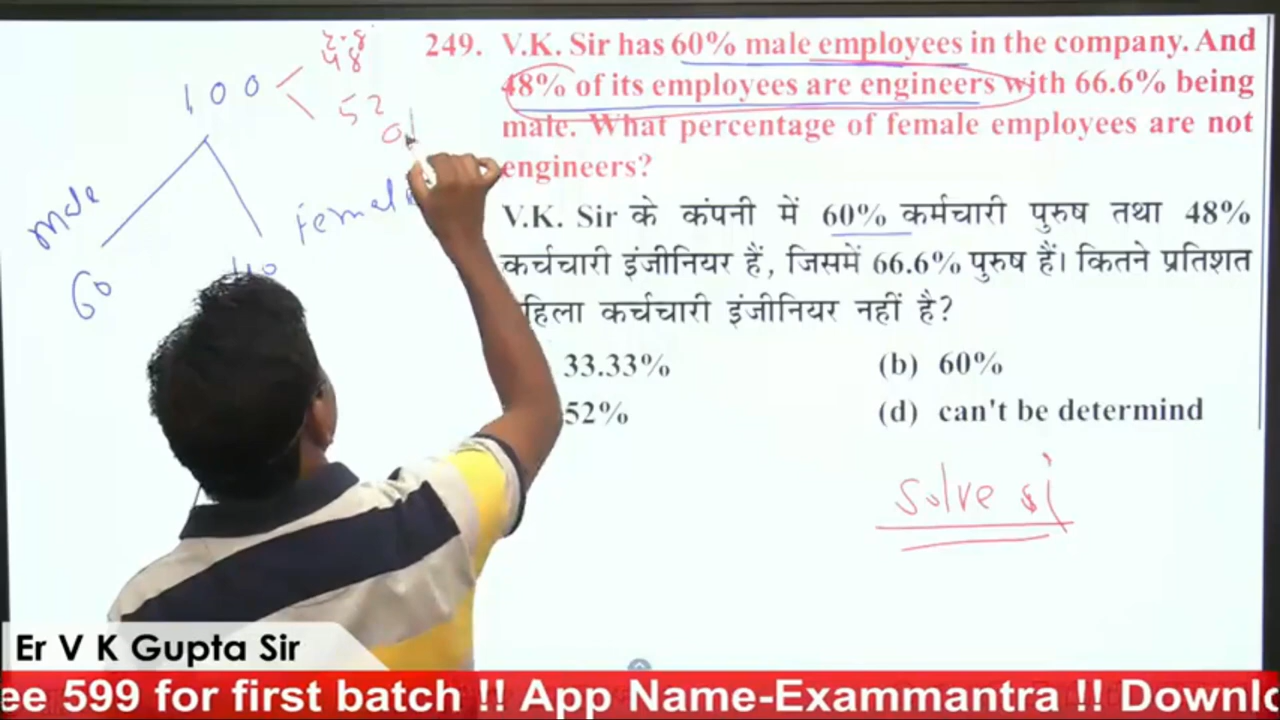 249. V.K. Sir has 60% male employees in the company. And
48% of its employees are engineers with 66.6% being
male. What percentage of female employees are not
engineers?
V.K. Sir के कंपनी में 60% कर्मचारी पुरुष तथा 48%
कर्चचारी इंजीनियर हैं, जिसमें 66.6% पुरुष हैं। कितने प्रतिशत
हिला कर्चचारी इंजीनियर नहीं है?
33.33% (b) 60%
52% (d) can't be determind
100
48
52
male
60
40
solve
Er V K Gupta Sir
ee 599 for first batch !! App Name-Exammantra !! Downlo